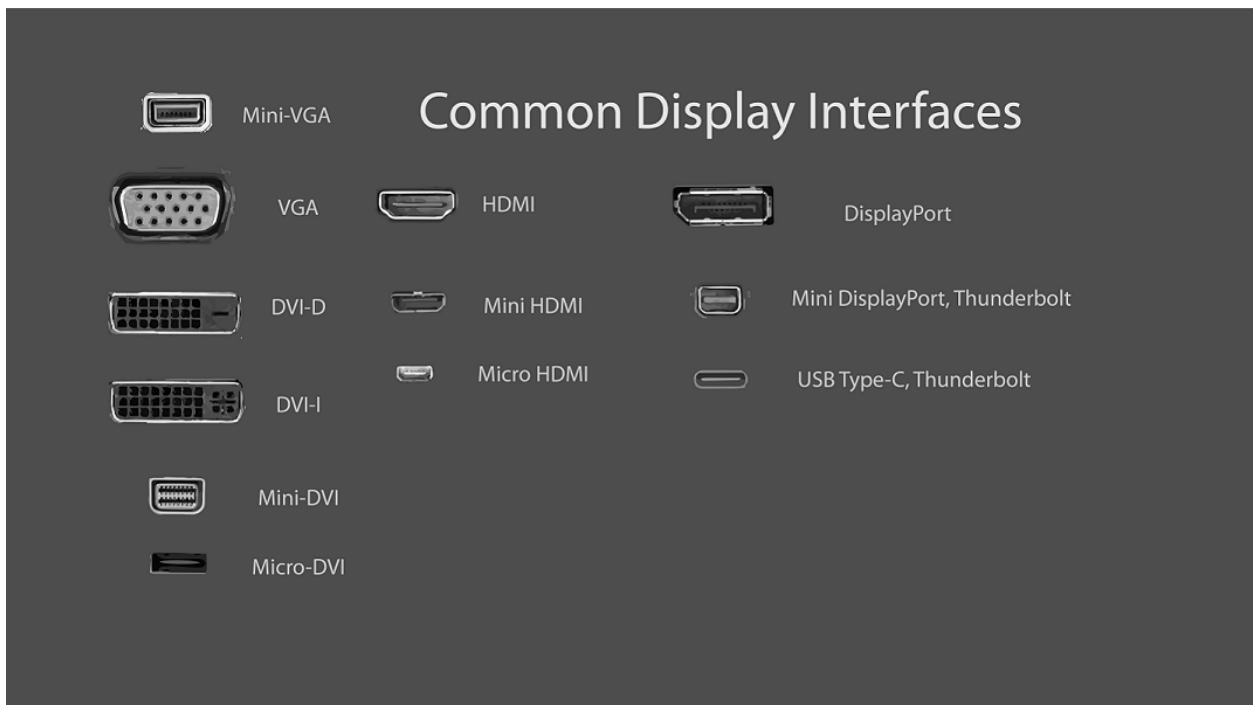 Common Display Interfaces
Mini-VGA
VGA
DVI-D
DVI-I
Mini-DVI
Micro-DVI
HDMI
Mini HDMI
Micro HDMI
DisplayPort
Mini DisplayPort, Thunderbolt
USB Type-C, Thunderbolt